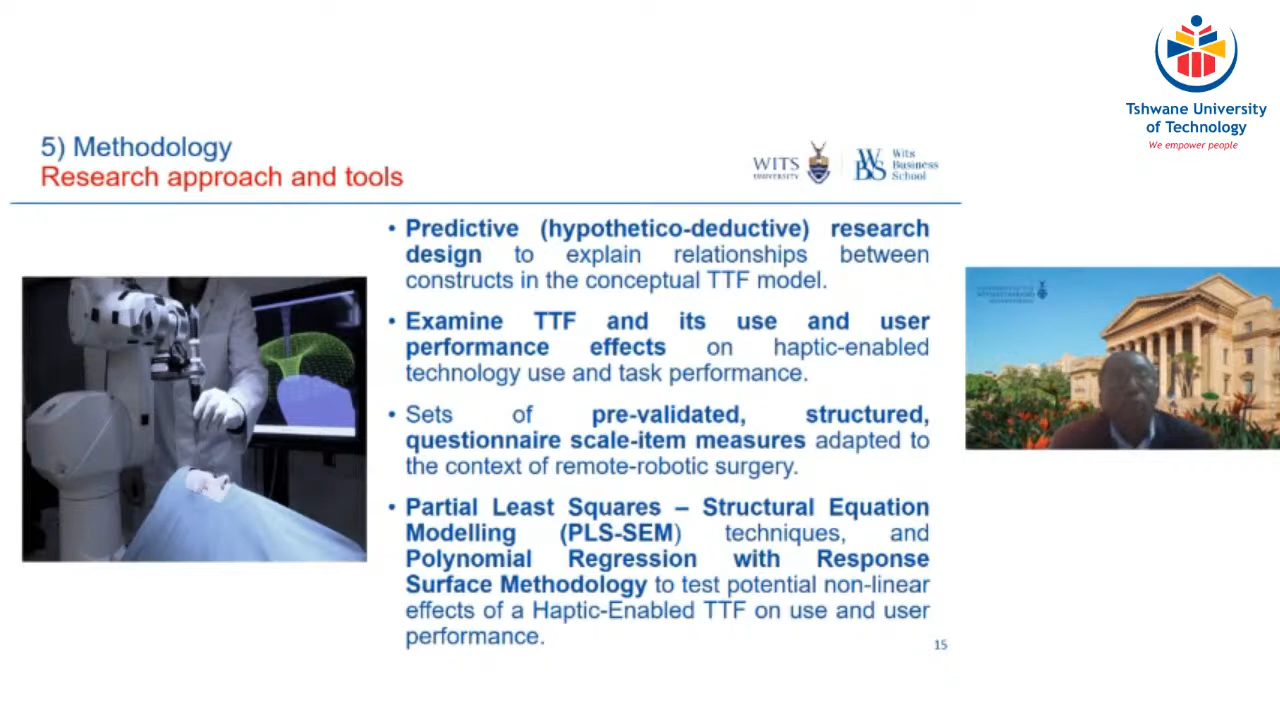 Tshwane University
of Technology
We empower people
5) Methodology
Research approach and tools
WITS
UNIVERSITY
Wits
Business
School
• Predictive (hypothetico-deductive) research
design to explain relationships between
constructs in the conceptual TTF model.
• Examine TTF and its use and user
performance effects on haptic-enabled
technology use and task performance.
• Sets of pre-validated, structured,
questionnaire scale-item measures adapted to
the context of remote-robotic surgery.
• Partial Least Squares – Structural Equation
Modelling (PLS-SEM) techniques, and
Polynomial Regression with Response
Surface Methodology to test potential non-linear
effects of a Haptic-Enabled TTF on use and user
performance.
15